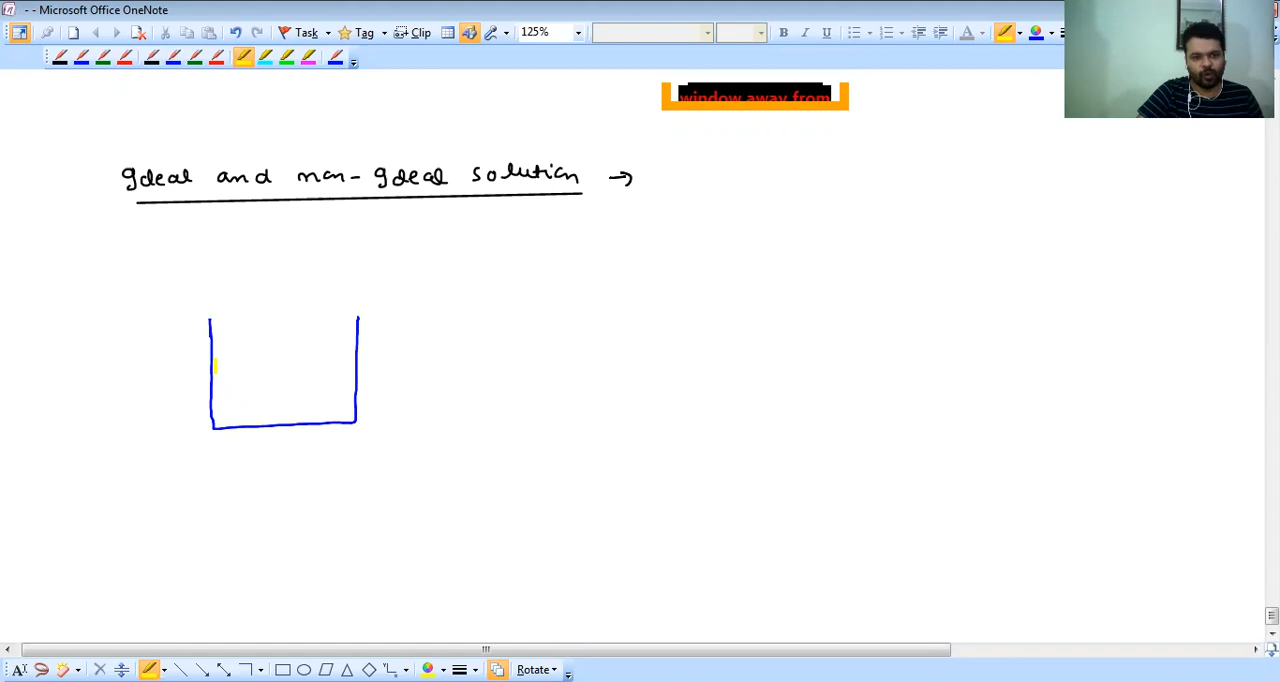 - - Microsoft Office OneNote
Task Tag Clip 125% B I U
window away from
Ideal and non-Ideal solution →
A Rotate